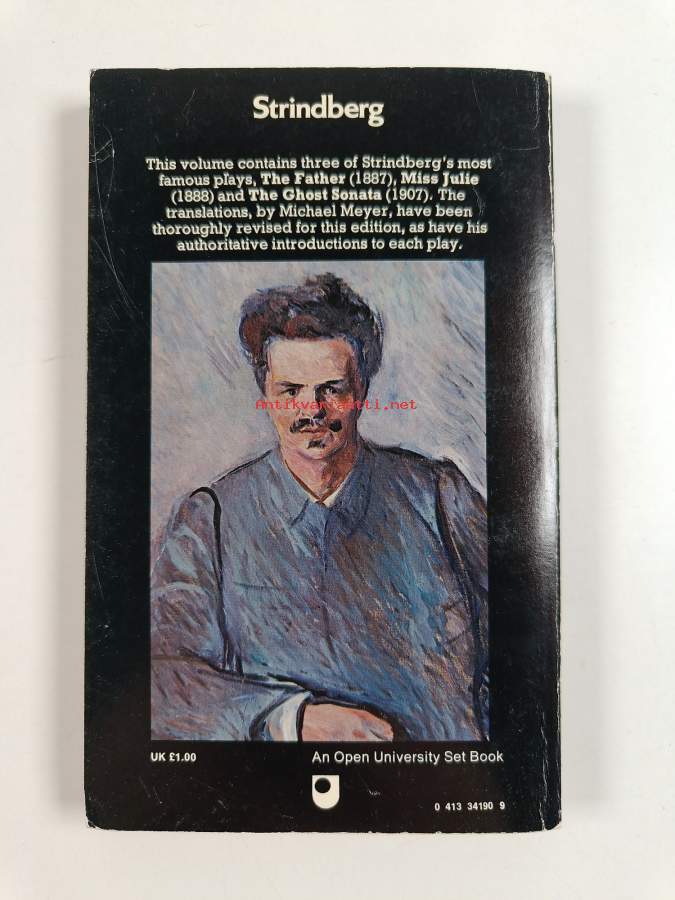 Strindberg
This volume contains three of Strindberg's most
famous plays, The Father (1887), Miss Julie
(1888) and The Ghost Sonata (1907). The
translations, by Michael Meyer, have been
thoroughly revised for this edition, as have his
authoritative introductions to each play.
Antikvariaatti.net
UK £1.00
An Open University Set Book
0 413 34190 9